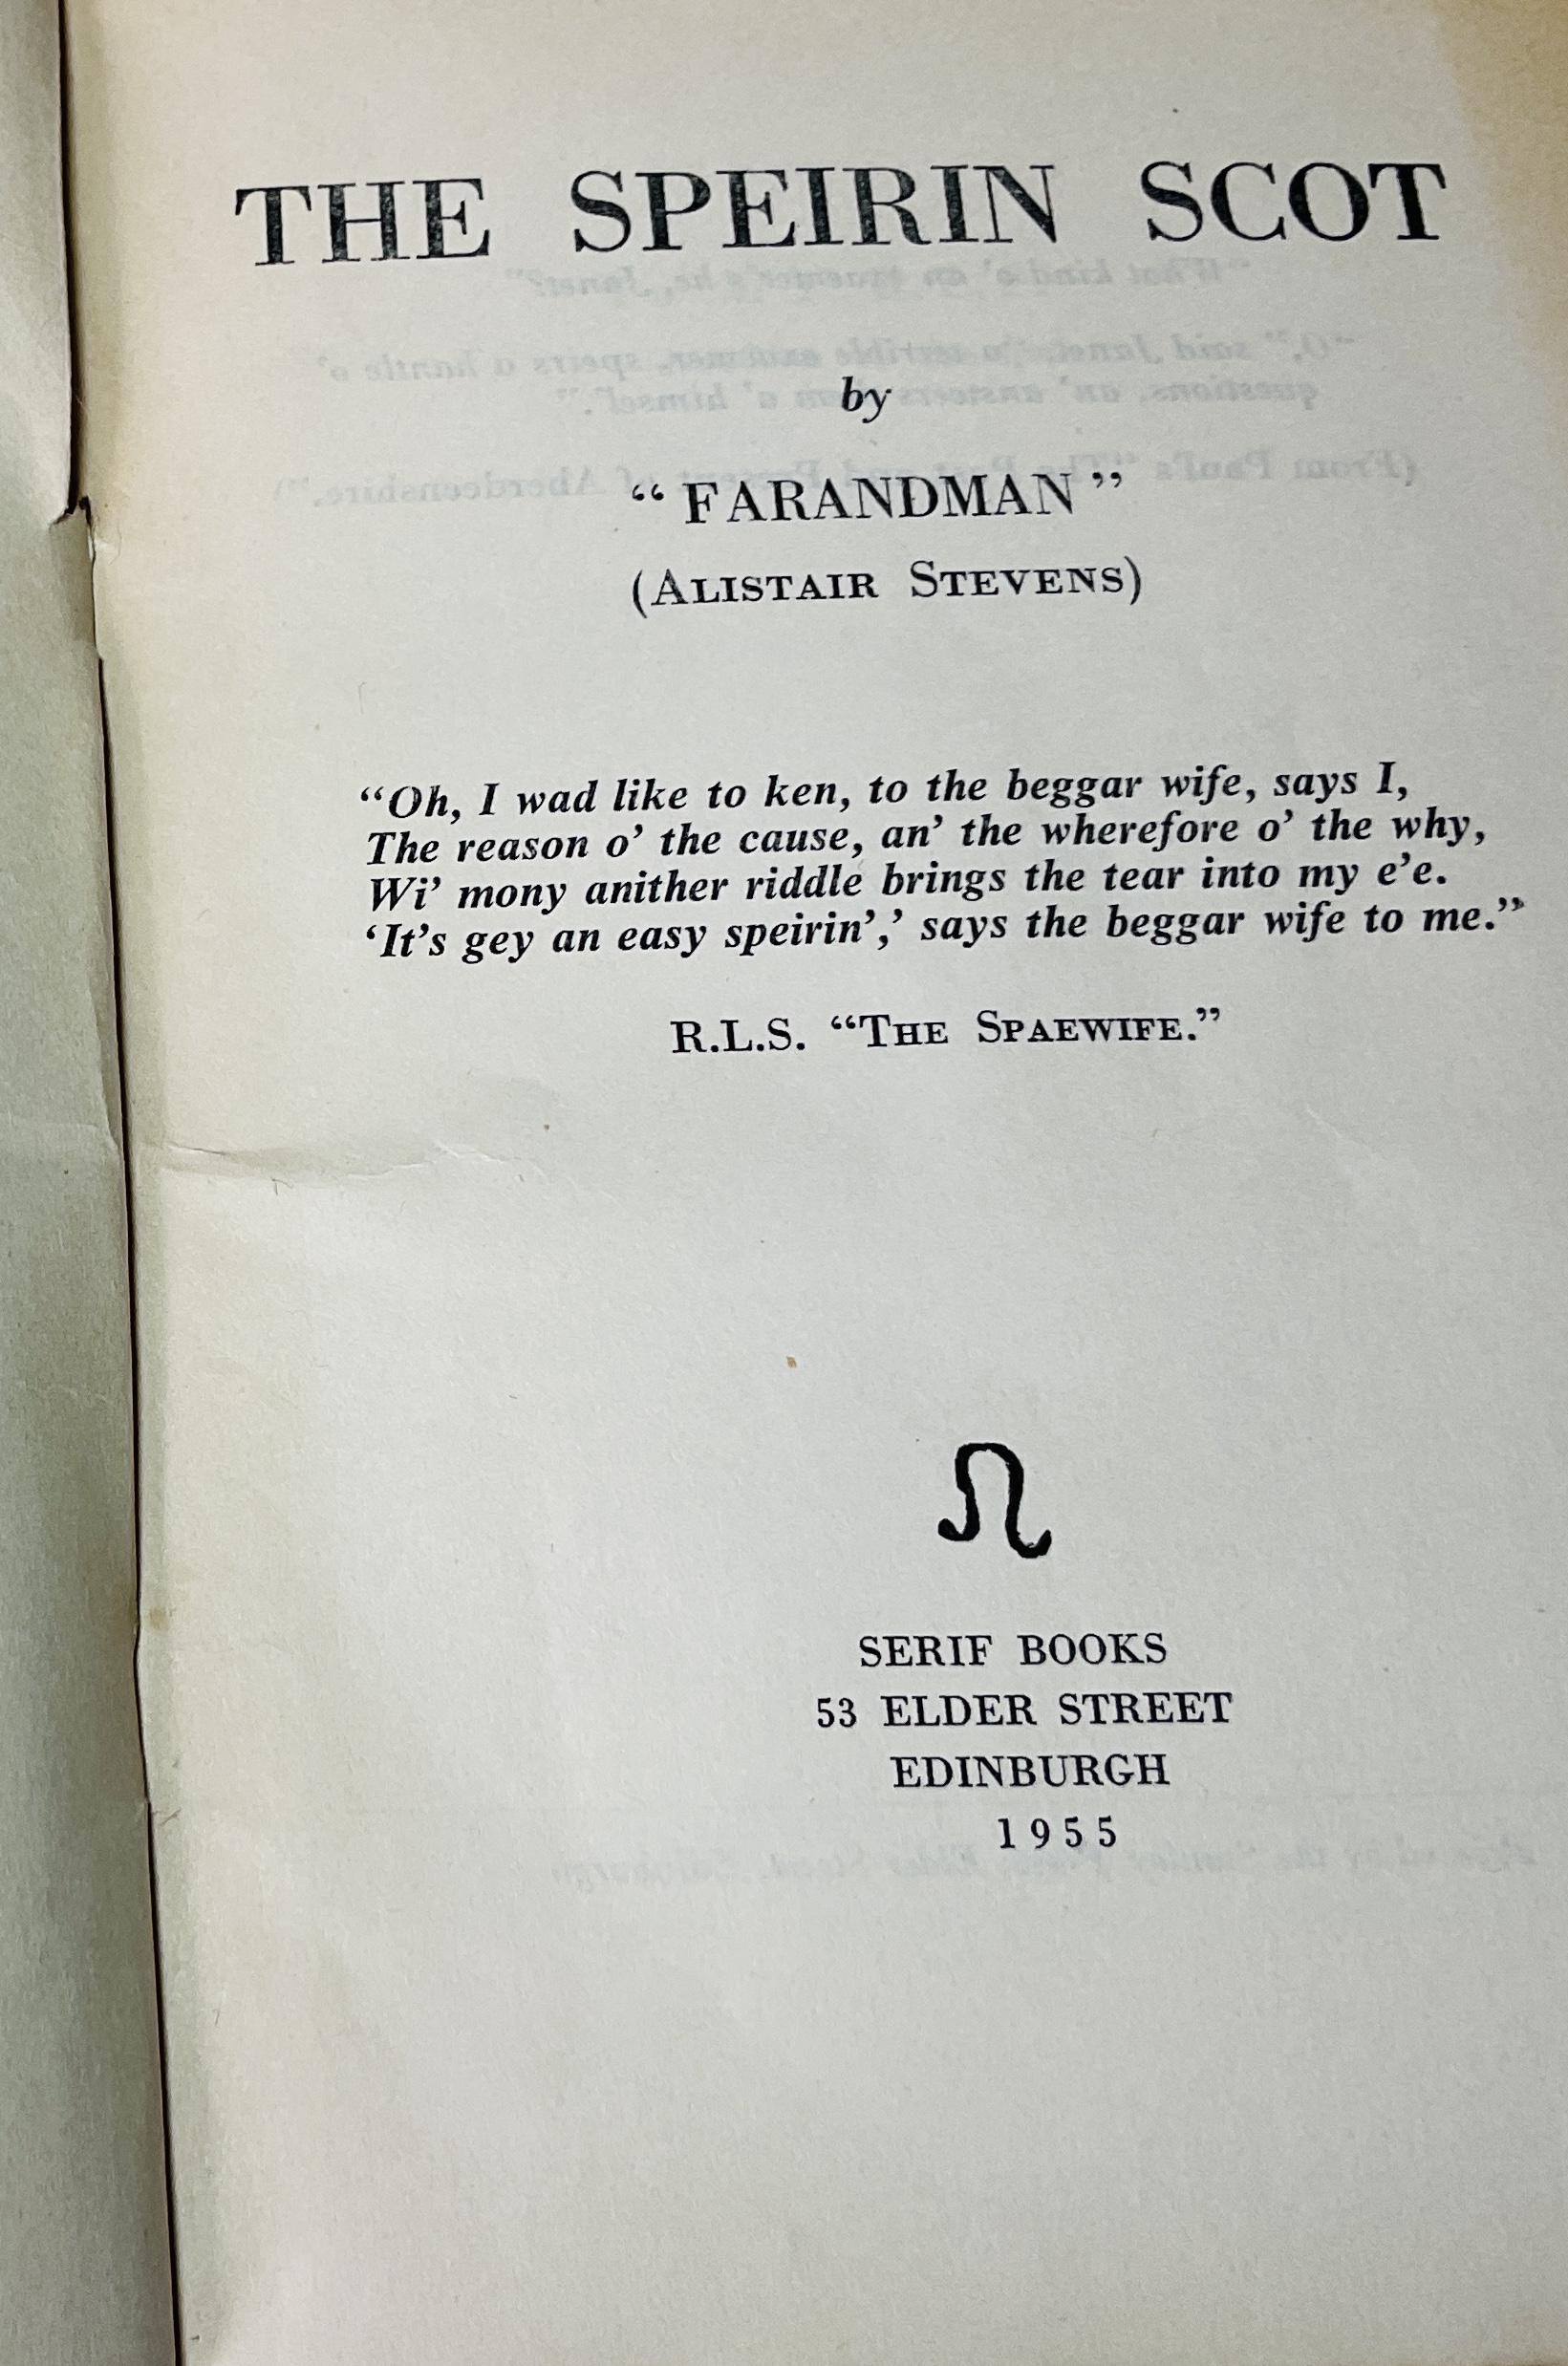 THE SPEIRIN SCOT
by
“FARANDMAN”
(ALISTAIR STEVENS)
“Oh, I wad like to ken, to the beggar wife, says I,
The reason o’ the cause, an’ the wherefore o’ the why,
Wi’ mony anither riddle brings the tear into my e’e.
‘It’s gey an easy speirin’,’ says the beggar wife to me.”
R.L.S. “THE SPAEWIFE.”
SERIF BOOKS
53 ELDER STREET
EDINBURGH
1955